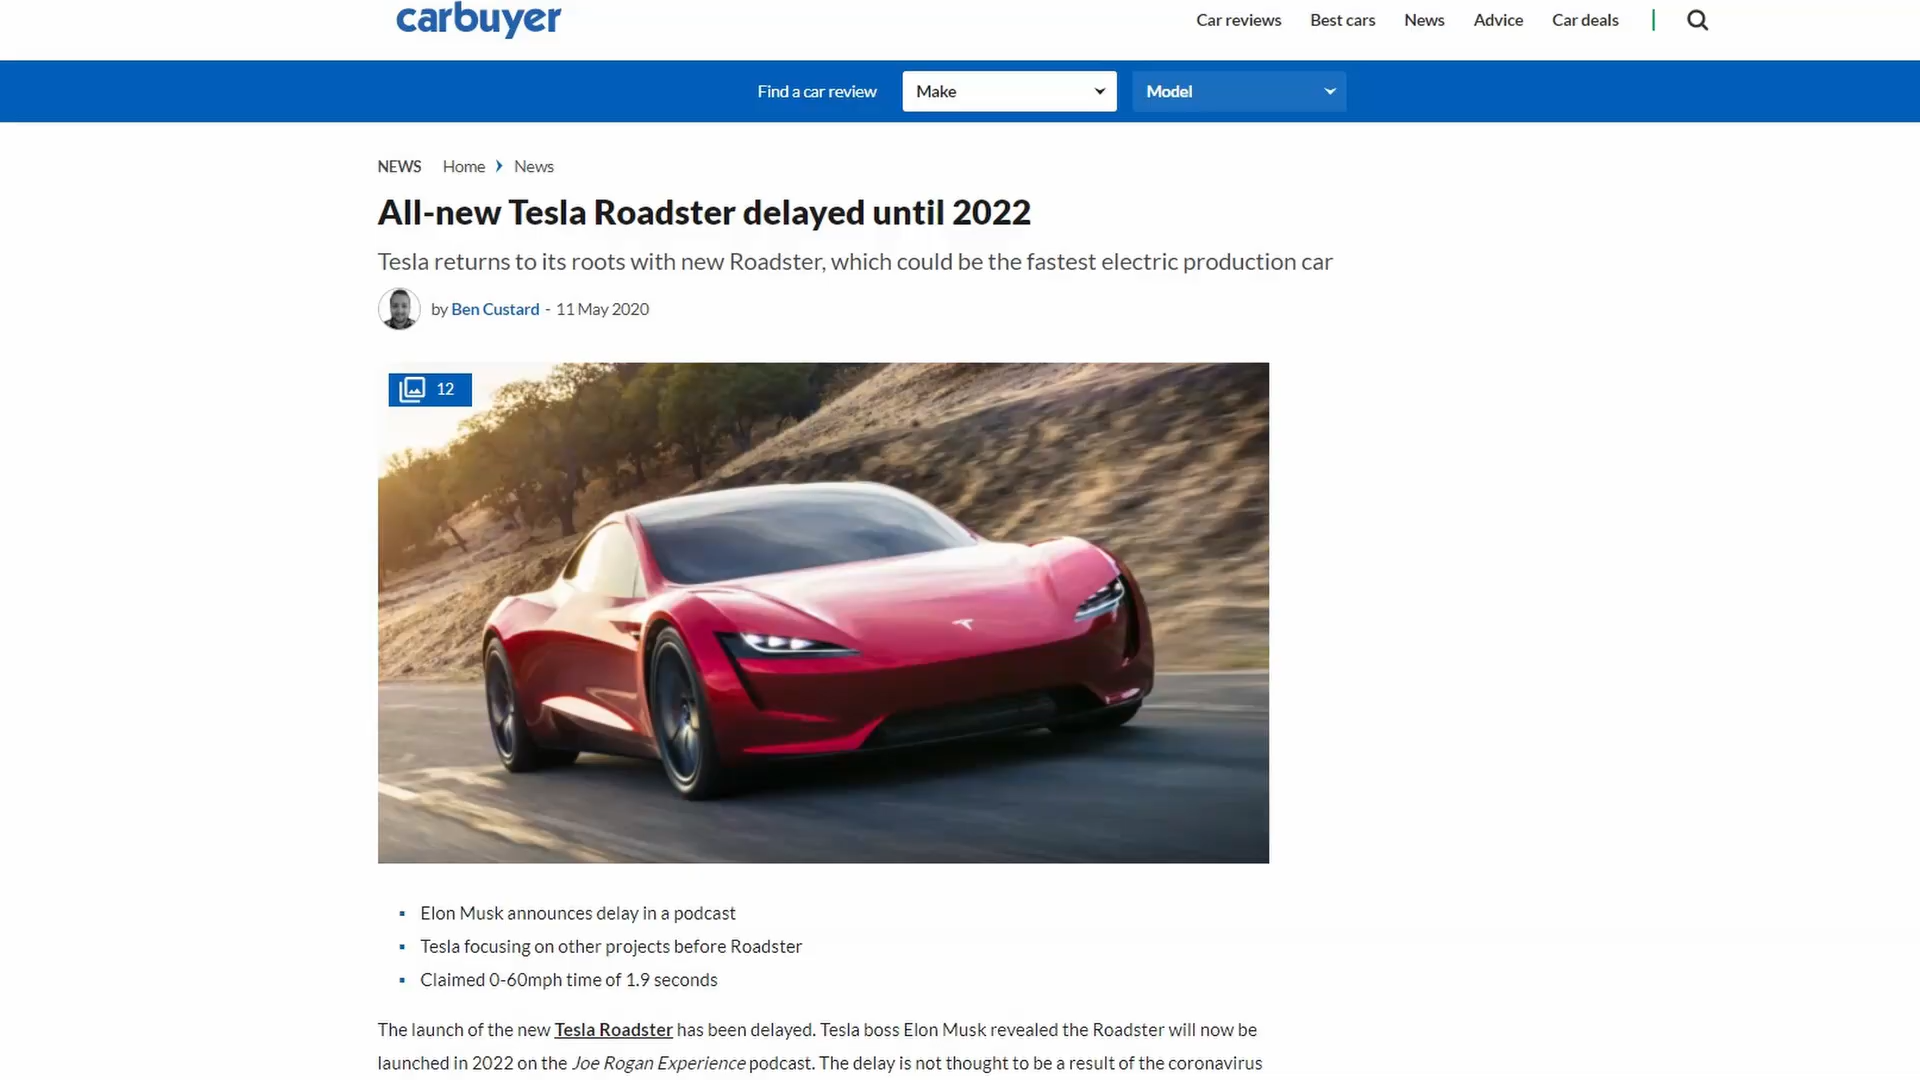 carbuyer
Car reviews Best cars News Advice Car deals
Find a car review Make Model
NEWS Home News
All-new Tesla Roadster delayed until 2022
Tesla returns to its roots with new Roadster, which could be the fastest electric production car
by Ben Custard - 11 May 2020
12
Elon Musk announces delay in a podcast
Tesla focusing on other projects before Roadster
Claimed 0-60mph time of 1.9 seconds
The launch of the new Tesla Roadster has been delayed. Tesla boss Elon Musk revealed the Roadster will now be
launched in 2022 on the Joe Rogan Experience podcast. The delay is not thought to be a result of the coronavirus